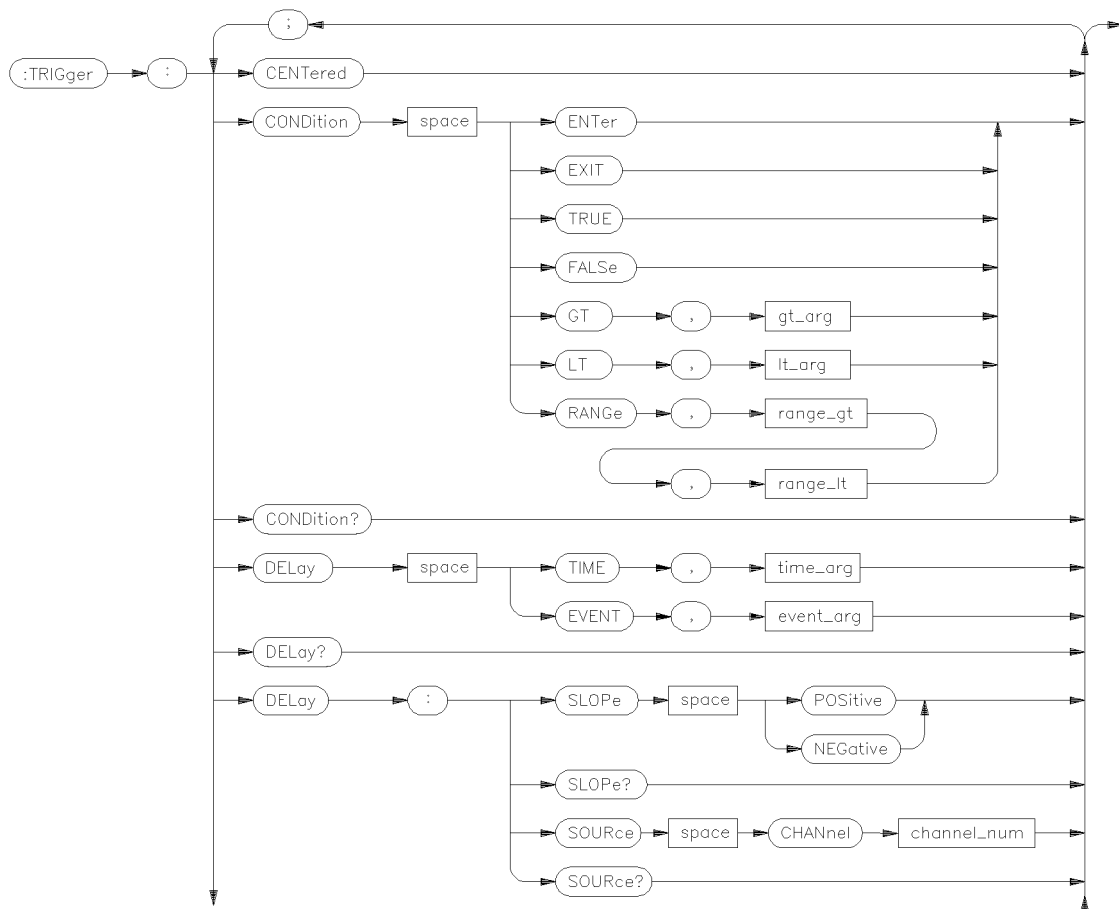 ;
:TRIGger : CENTered
CONDition space ENTer
EXIT
TRUE
FALSe
GT , gt_arg
LT , lt_arg
RANGe , range_gt
, range_lt
CONDition?
DELay space TIME , time_arg
EVENT , event_arg
DELay?
DELay : SLOPe space POSitive
NEGative
SLOPe?
SOURce space CHANnel channel_num
SOURce?